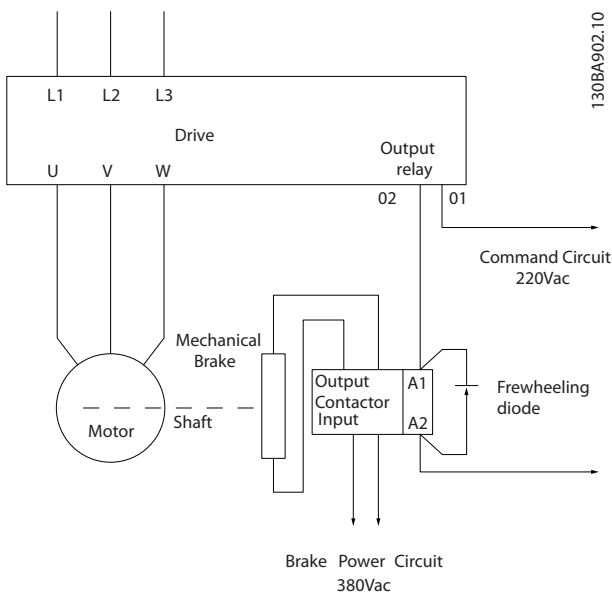 130BA902.10
L1 L2 L3
Drive
Output
relay
U V W
02 01
Command Circuit
220Vac
Mechanical
Brake
Output
Contactor
Input
A1
A2
Frewheeling
diode
Motor
Shaft
Brake Power Circuit
380Vac